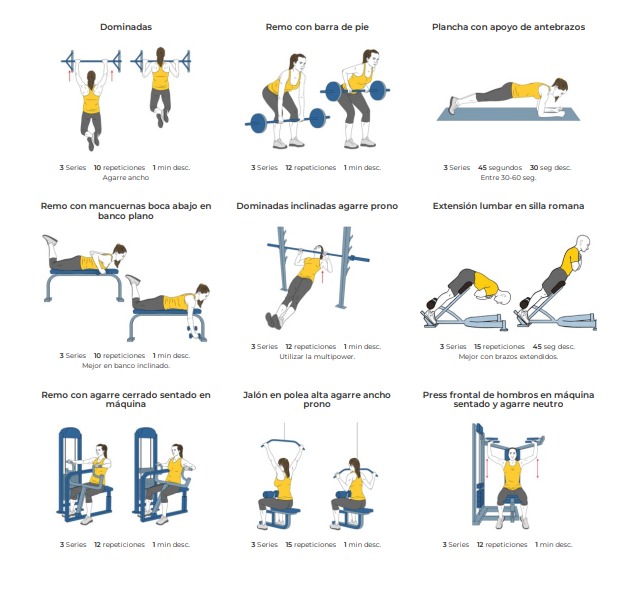 Dominadas
Remo con barra de pie
Plancha con apoyo de antebrazos
3 Series 10 repeticiones 1 min desc.
Agarre ancho
3 Series 12 repeticiones 1 min desc.
3 Series 45 segundos 30 seg desc.
Entre 30-60 seg.
Remo con mancuernas boca abajo en
banco plano
Dominadas inclinadas agarre prono
Extensión lumbar en silla romana
3 Series 10 repeticiones 1 min desc.
Mejor en banco inclinado.
3 Series 12 repeticiones 1 min desc.
Utilizar la multipower.
3 Series 15 repeticiones 45 seg desc.
Mejor con brazos extendidos.
Remo con agarre cerrado sentado en
máquina
Jalón en polea alta agarre ancho
prono
Press frontal de hombros en máquina
sentado y agarre neutro
3 Series 12 repeticiones 1 min desc.
3 Series 15 repeticiones 1 min desc.
3 Series 12 repeticiones 1 min desc.